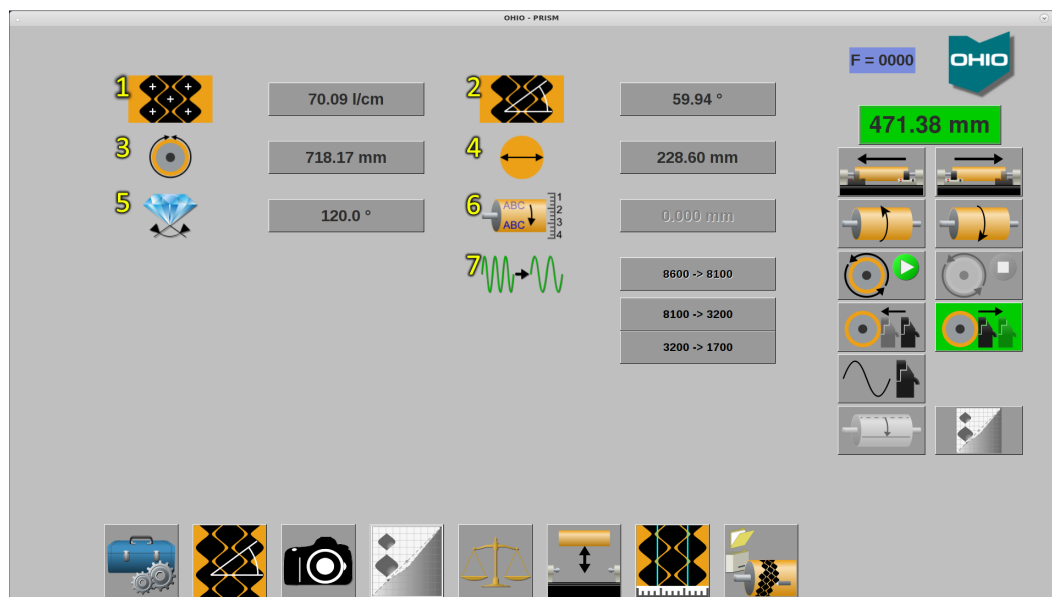 OHIO - PRISM
F = 0000
OHIO
1
70.09 l/cm
2
59.94 °
471.38 mm
3
718.17 mm
4
228.60 mm
5
120.0 °
6
ABC
ABC
1
2
3
4
0.000 mm
7
8600 -> 8100
8100 -> 3200
3200 -> 1700